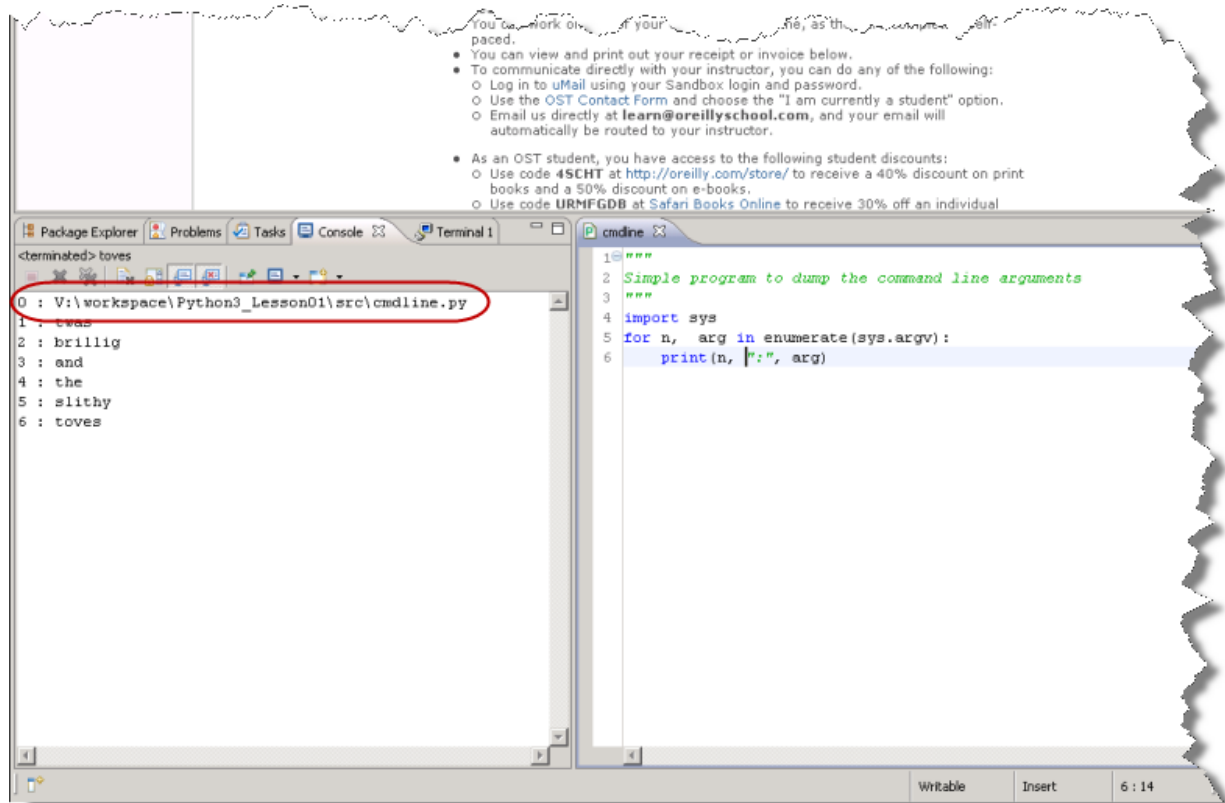 You can work o of your me, as th
paced.
You can view and print out your receipt or invoice below.
To communicate directly with your instructor, you can do any of the following:
Log in to uMail using your Sandbox login and password.
Use the OST Contact Form and choose the "I am currently a student" option.
Email us directly at learn@oreillyschool.com, and your email will
automatically be routed to your instructor.
As an OST student, you have access to the following student discounts:
Use code 4SCHT at http://oreilly.com/store/ to receive a 40% discount on print
books and a 50% discount on e-books.
Use code URMFGDB at Safari Books Online to receive 30% off an individual
Package Explorer Problems Tasks Console Terminal 1
<terminated> toves
0 : V:\workspace\Python3_Lesson01\src\cmdline.py
1 : twas
2 : brillig
3 : and
4 : the
5 : slithy
6 : toves
cmdline
1 """
2 Simple program to dump the command line arguments
3 """
4 import sys
5 for n,  arg in enumerate(sys.argv):
6     print(n, ":", arg)
Writable Insert 6 : 14